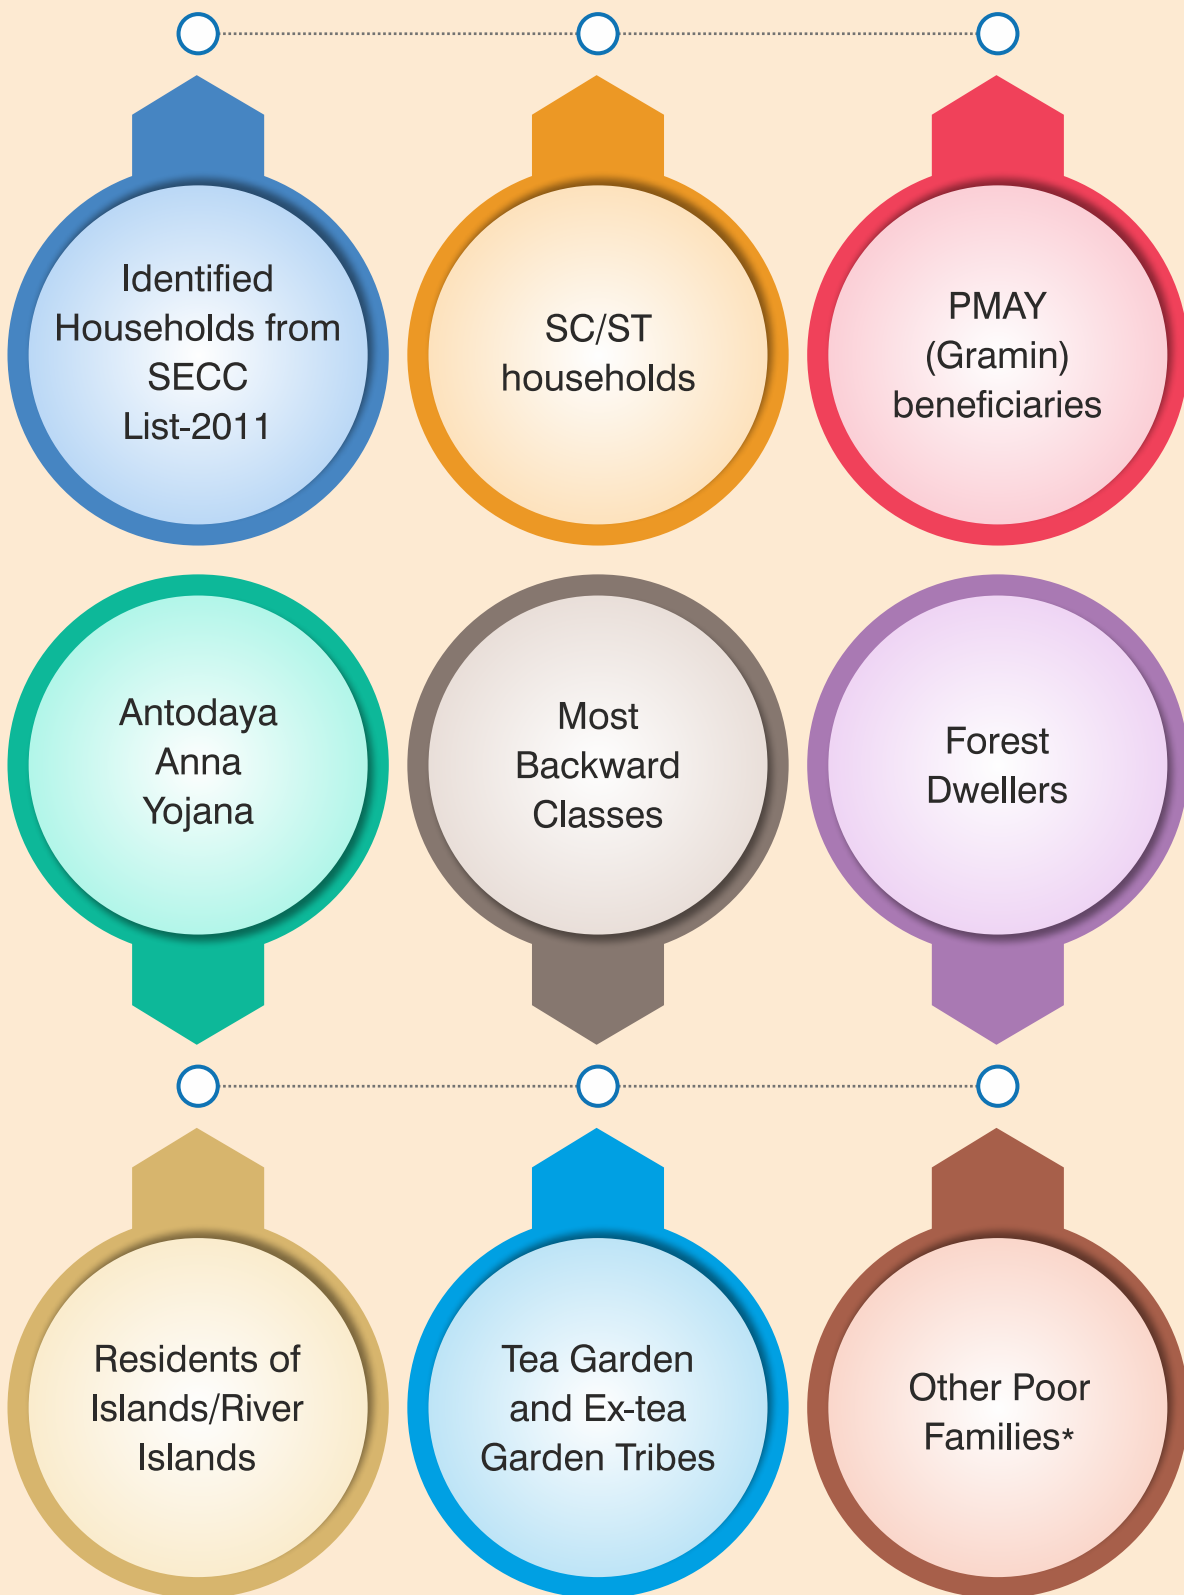 Identified
Households from
SECC
List-2011
SC/ST
households
PMAY
(Gramin)
beneficiaries
Antodaya
Anna
Yojana
Most
Backward
Classes
Forest
Dwellers
Residents of
Islands/River
Islands
Tea Garden
and Ex-tea
Garden Tribes
Other Poor
Families*